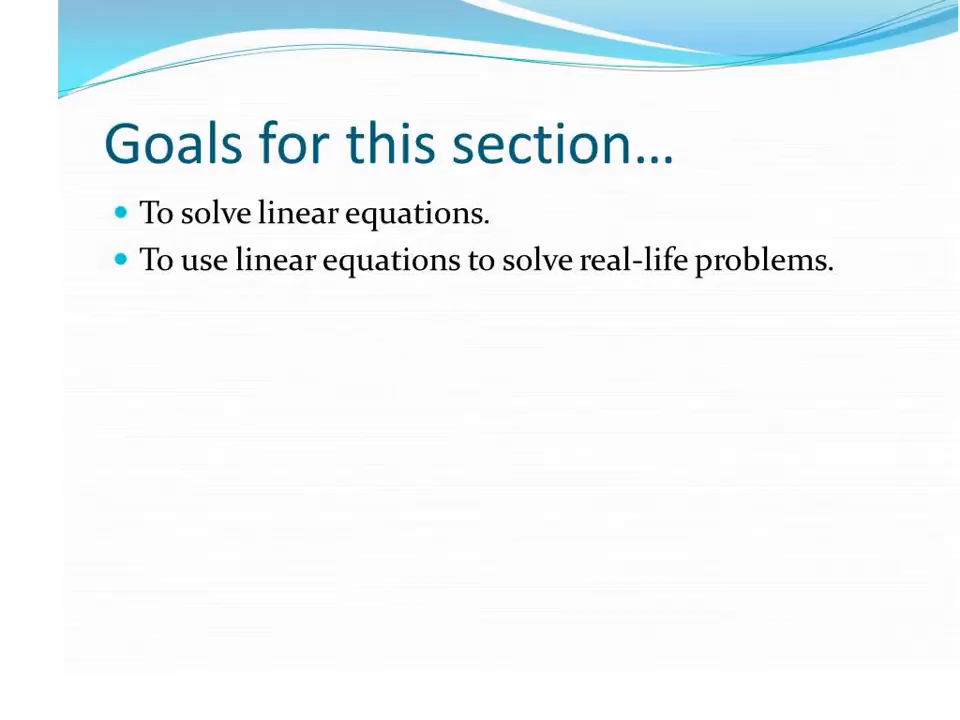 Goals for this section…
To solve linear equations.
To use linear equations to solve real-life problems.